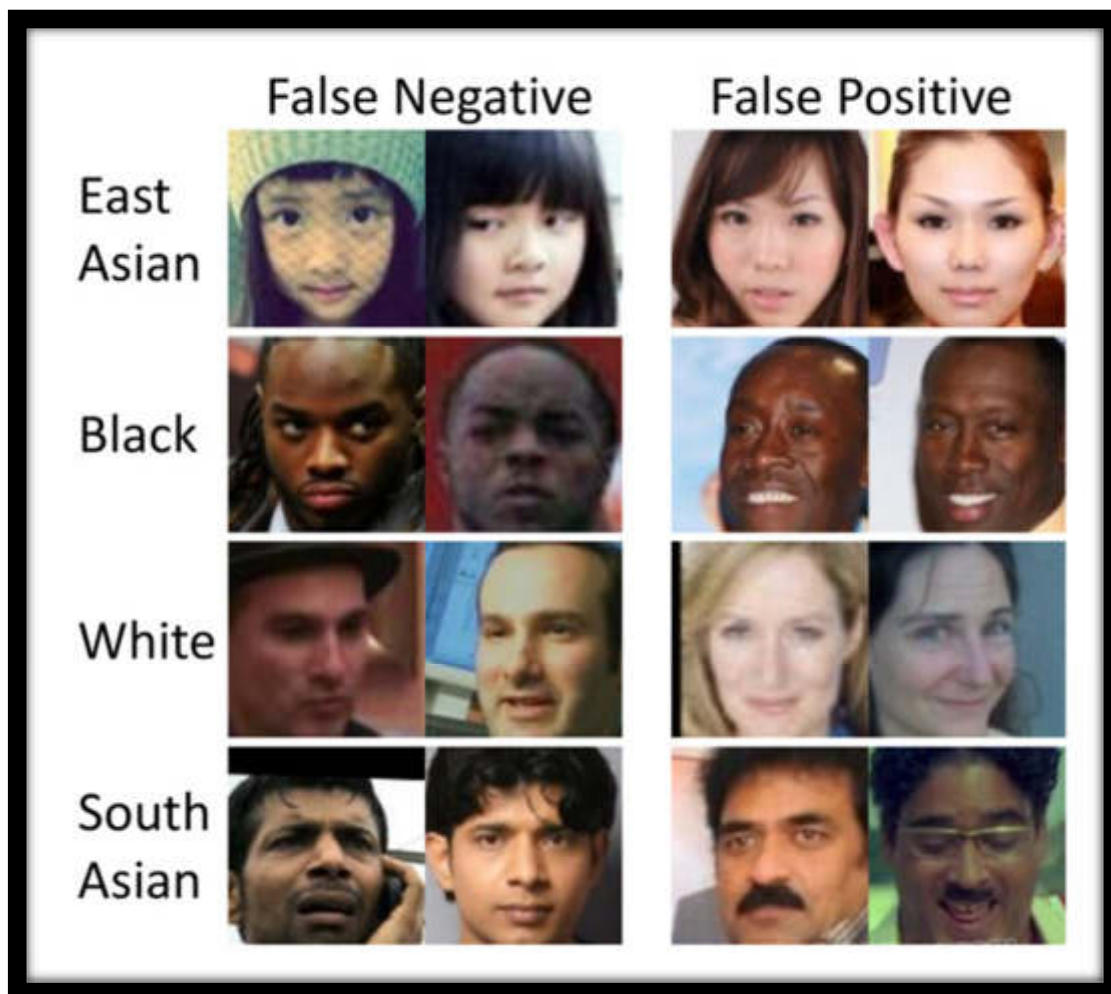 False Negative False Positive
East
Asian
Black
White
South
Asian